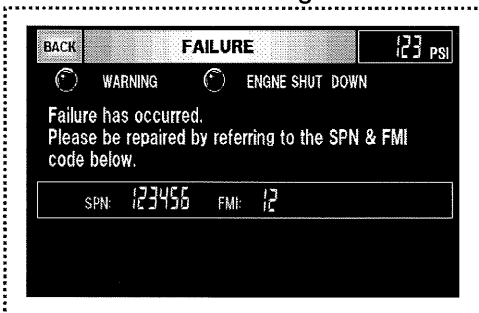 BACK FAILURE 123 PSI
WARNING ENGNE SHUT DOWN
Failure has occurred.
Please be repaired by referring to the SPN & FMI
code below.
SPN: 123456 FMI: 12